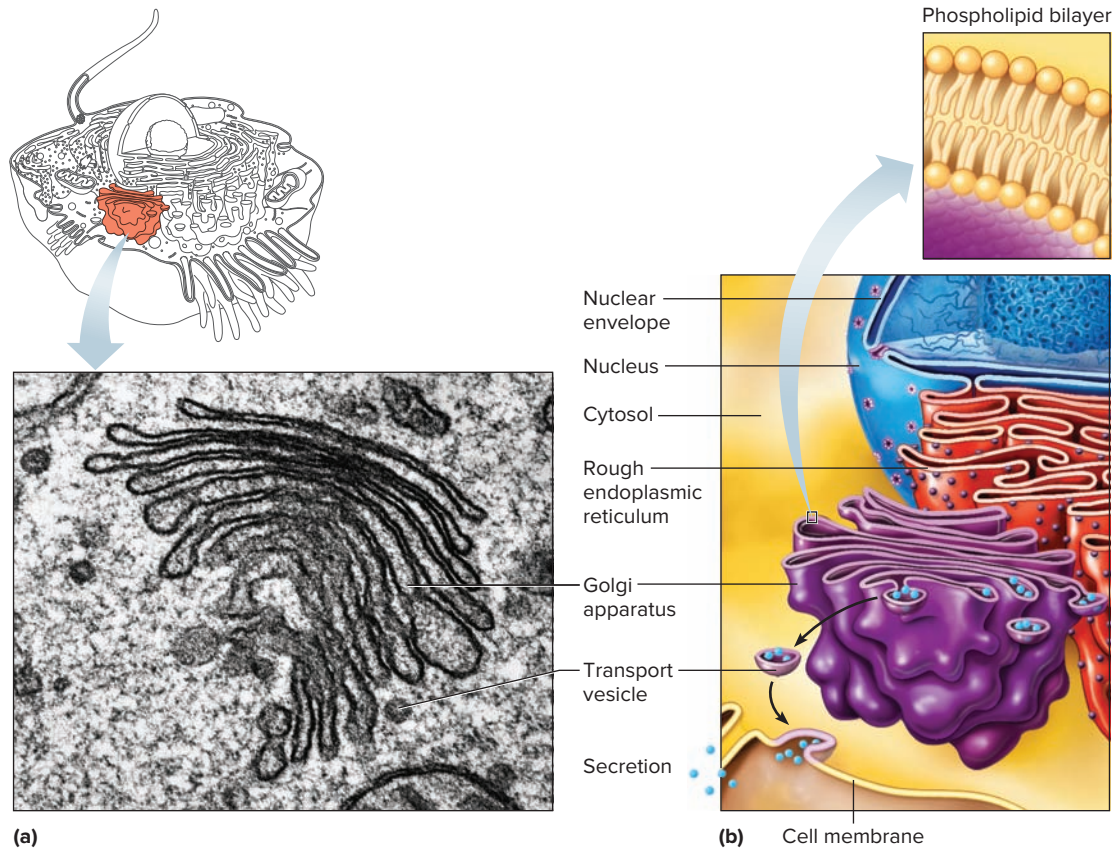 Phospholipid bilayer
Nuclear
envelope
Nucleus
Cytosol
Rough
endoplasmic
reticulum
Golgi
apparatus
Transport
vesicle
Secretion
(a)
(b)
Cell membrane